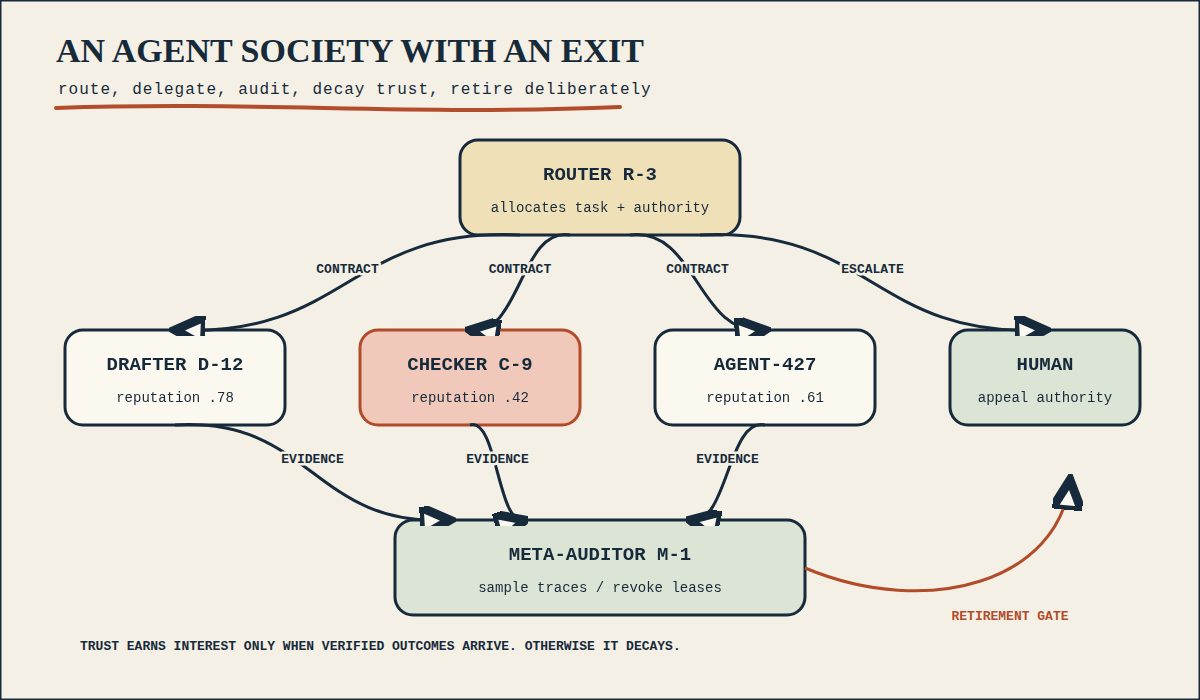 AN AGENT SOCIETY WITH AN EXIT
route, delegate, audit, decay trust, retire deliberately
ROUTER R-3
allocates task + authority
CONTRACT
CONTRACT
CONTRACT
ESCALATE
DRAFTER D-12
reputation .78
CHECKER C-9
reputation .42
AGENT-427
reputation .61
HUMAN
appeal authority
EVIDENCE
EVIDENCE
EVIDENCE
META-AUDITOR M-1
sample traces / revoke leases
RETIREMENT GATE
TRUST EARNS INTEREST ONLY WHEN VERIFIED OUTCOMES ARRIVE. OTHERWISE IT DECAYS.